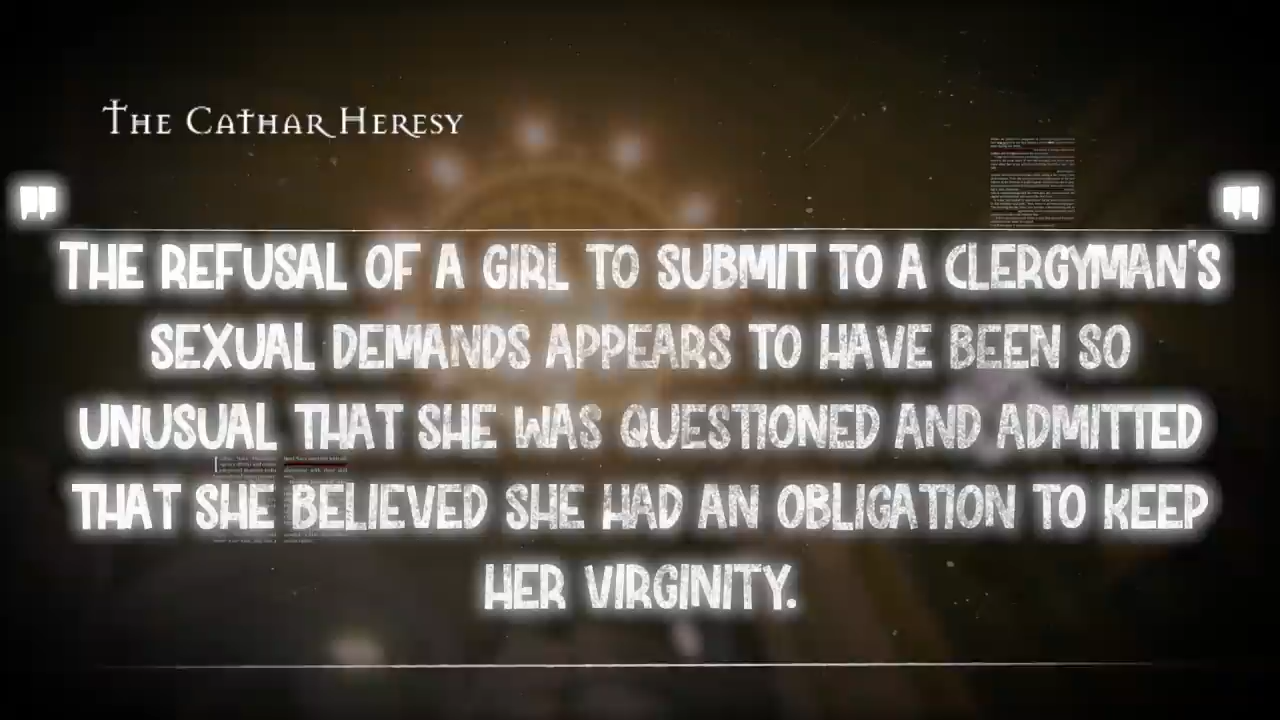 The Cathar Heresy
"
"
THE REFUSAL OF A GIRL TO SUBMIT TO A CLERGYMAN'S
SEXUAL DEMANDS APPEARS TO HAVE BEEN SO
UNUSUAL THAT SHE WAS QUESTIONED AND ADMITTED
THAT SHE BELIEVED SHE HAD AN OBLIGATION TO KEEP
HER VIRGINITY.